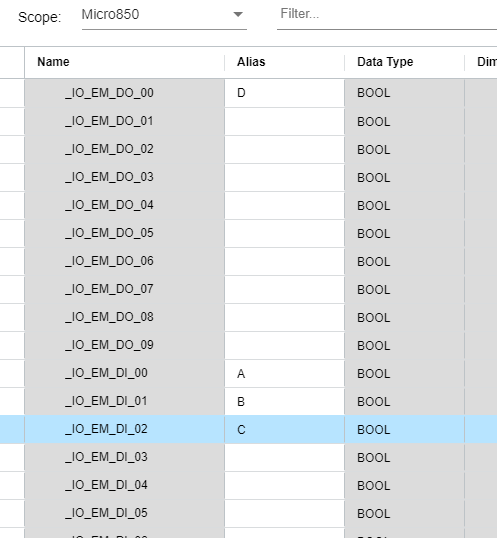 Scope: Micro850 Filter...
Name Alias Data Type Dim
_IO_EM_DO_00 D BOOL
_IO_EM_DO_01 BOOL
_IO_EM_DO_02 BOOL
_IO_EM_DO_03 BOOL
_IO_EM_DO_04 BOOL
_IO_EM_DO_05 BOOL
_IO_EM_DO_06 BOOL
_IO_EM_DO_07 BOOL
_IO_EM_DO_08 BOOL
_IO_EM_DO_09 BOOL
_IO_EM_DI_00 A BOOL
_IO_EM_DI_01 B BOOL
_IO_EM_DI_02 C BOOL
_IO_EM_DI_03 BOOL
_IO_EM_DI_04 BOOL
_IO_EM_DI_05 BOOL